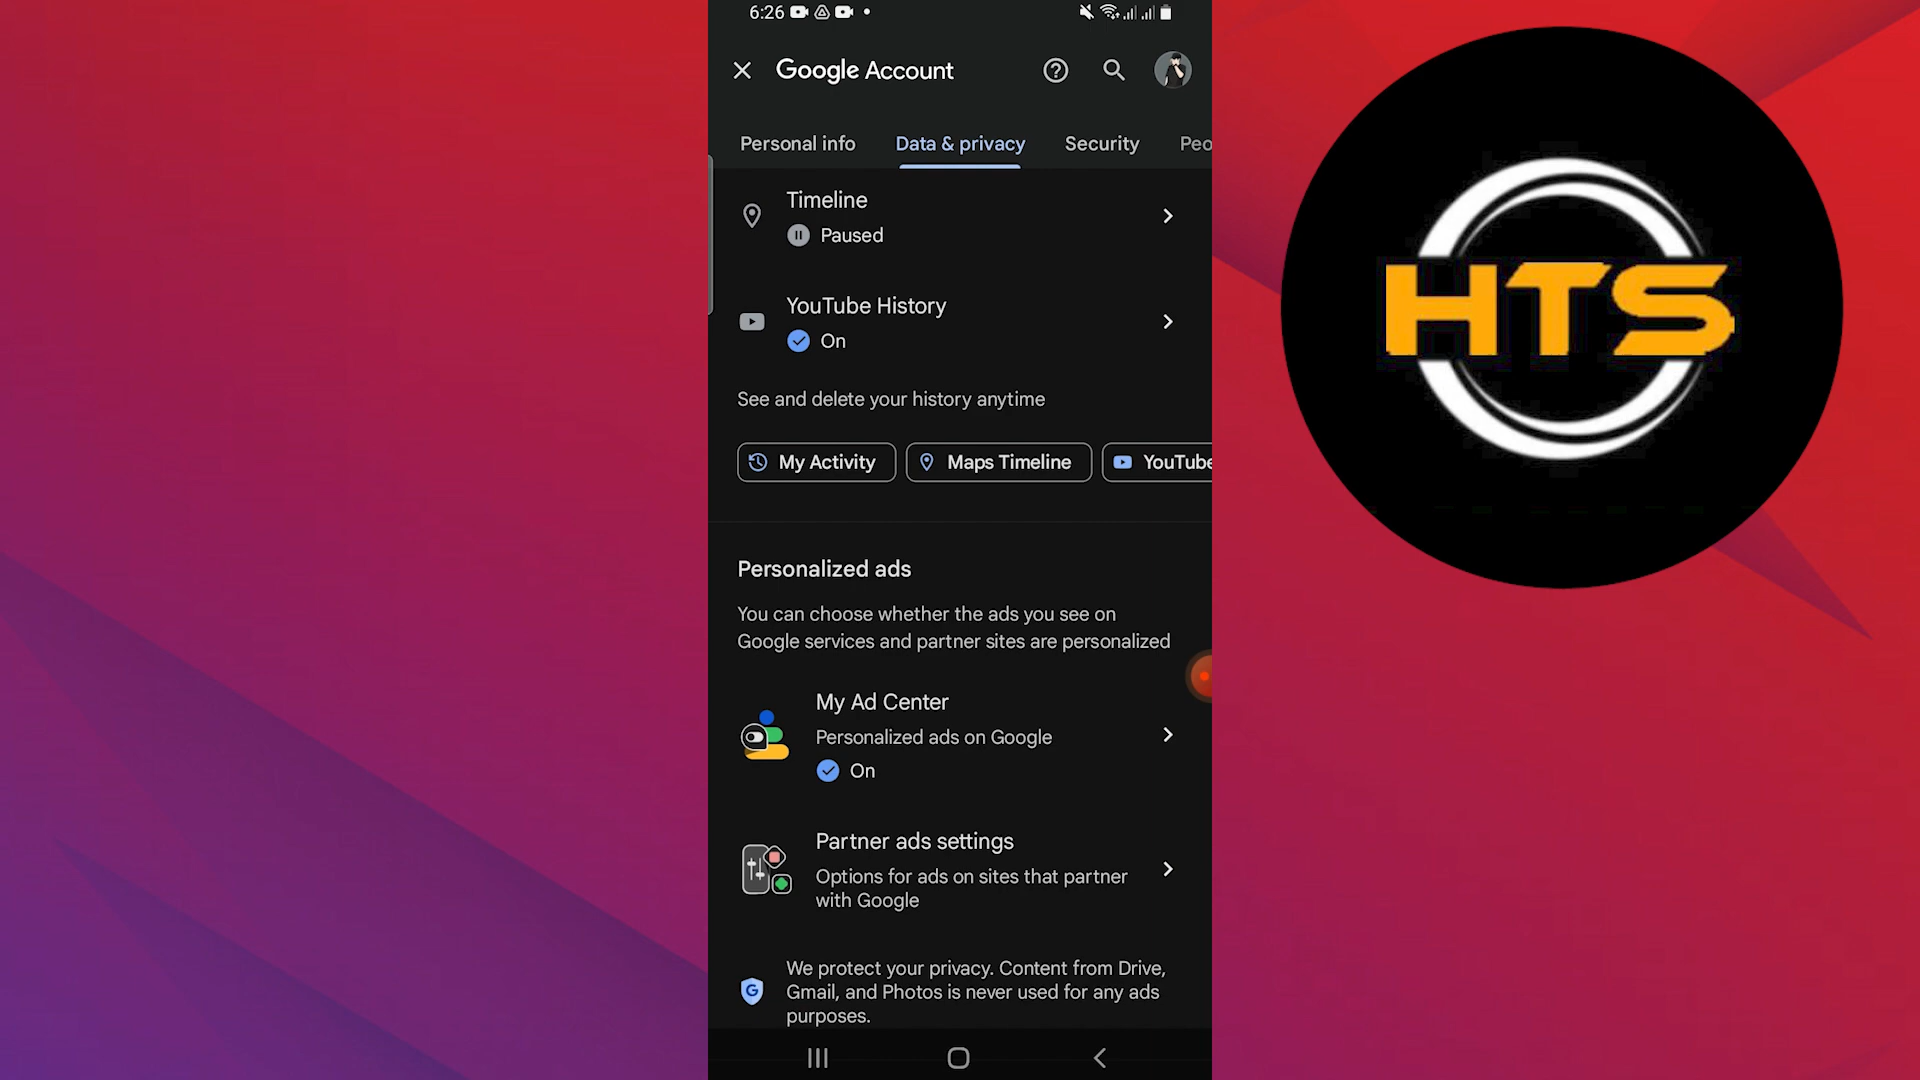 6:26
Google Account
Personal info Data & privacy Security Peo
Timeline
Paused
YouTube History
On
See and delete your history anytime
My Activity Maps Timeline YouTube
Personalized ads
You can choose whether the ads you see on
Google services and partner sites are personalized
My Ad Center
Personalized ads on Google
On
Partner ads settings
Options for ads on sites that partner
with Google
We protect your privacy. Content from Drive,
Gmail, and Photos is never used for any ads
purposes.
HTS